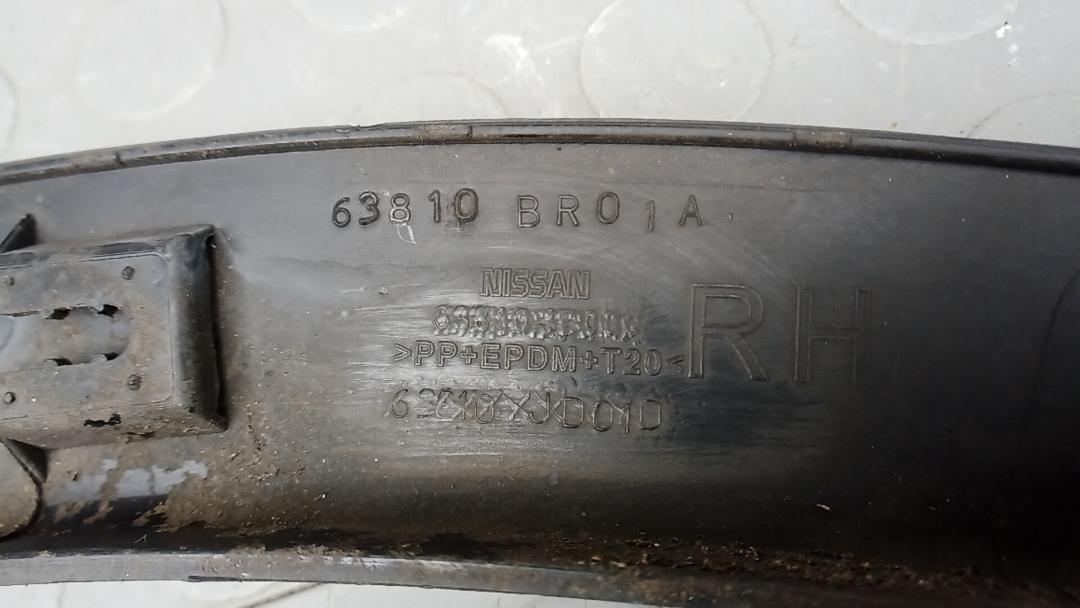 63810 BR01A
NISSAN
>PP+EPDM+T20<
RH